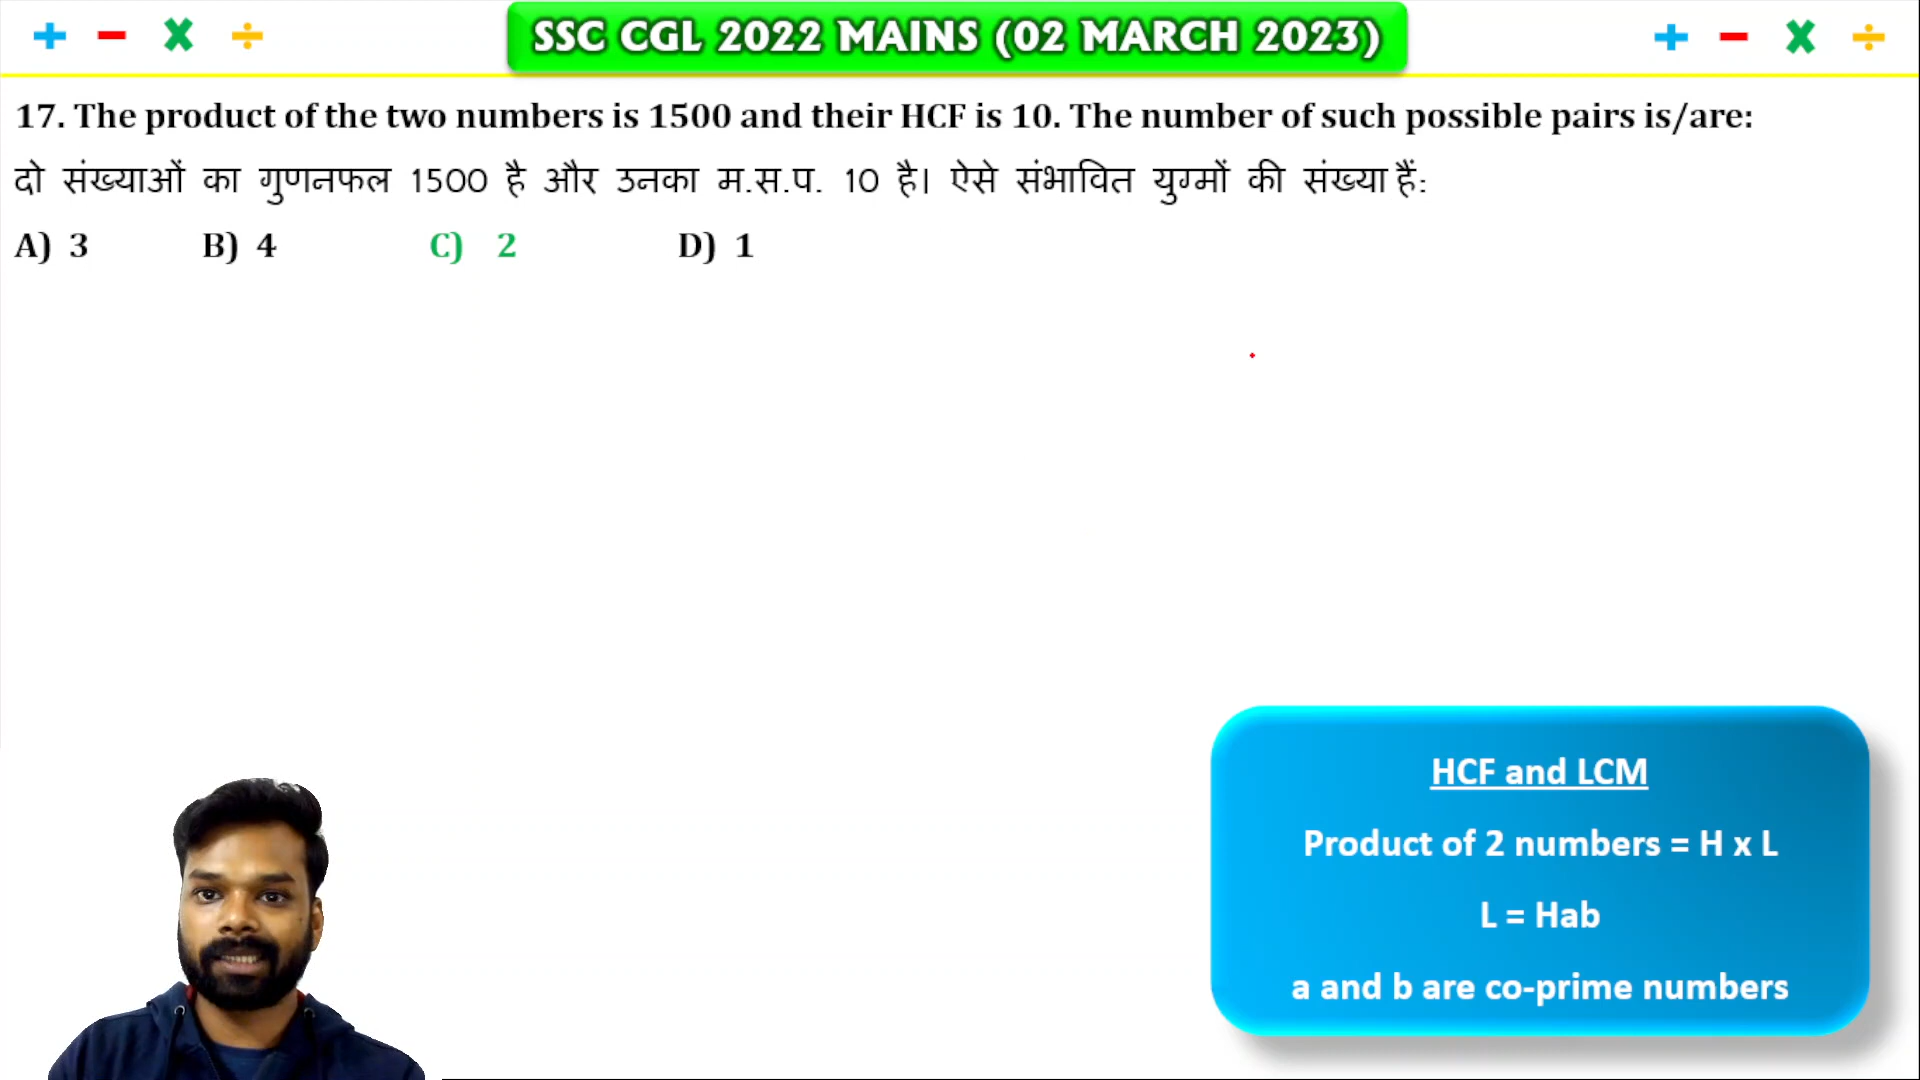 SSC CGL 2022 MAINS (02 MARCH 2023)
17. The product of the two numbers is 1500 and their HCF is 10. The number of such possible pairs is/are:
दो संख्याओं का गुणनफल 1500 है और उनका म.स.प. 10 है। ऐसे संभावित युग्मों की संख्या हैं:
A) 3 B) 4 C) 2 D) 1
HCF and LCM
Product of 2 numbers = H x L
L = Hab
a and b are co-prime numbers